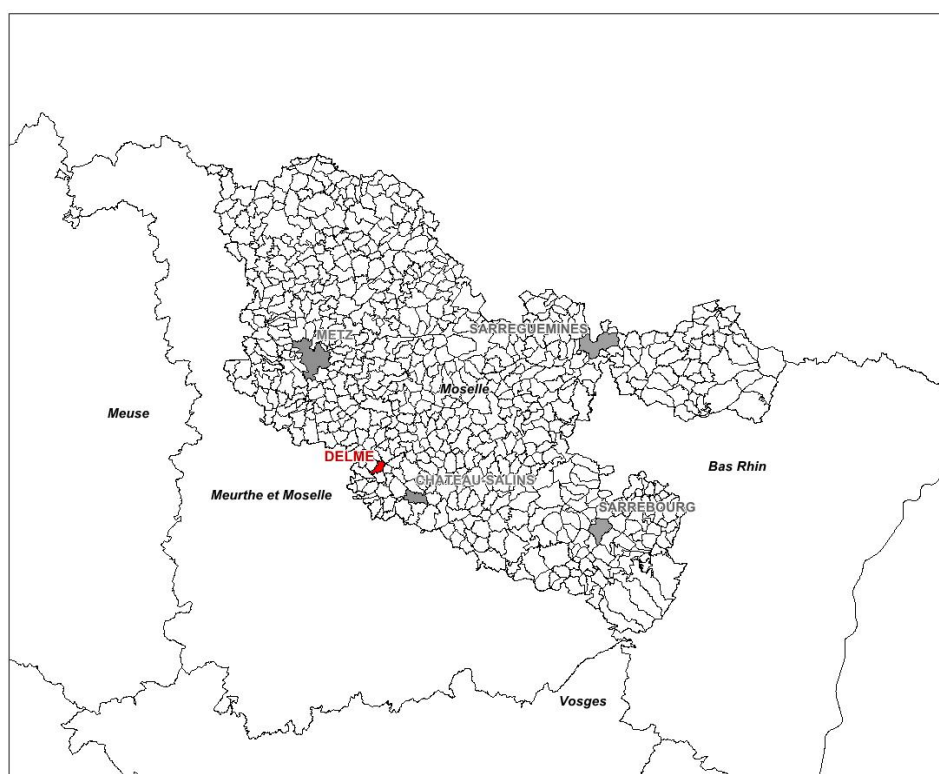 METZ
SARREGUEMINES
Moselle
Meuse
DELME
Bas Rhin
CHATEAU-SALINS
Meurthe et Moselle
SARREBOURG
Vosges